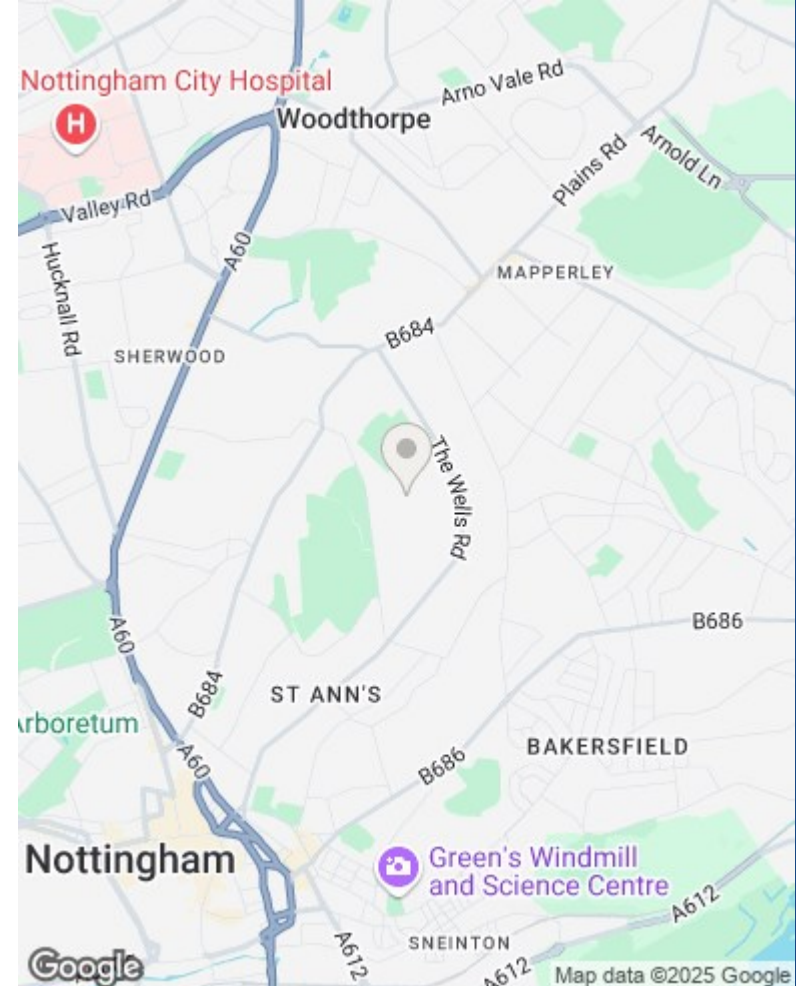 Nottingham City Hospital
H
Woodthorpe
Arno Vale Rd
Plains Rd
Arnold Ln
Valley Rd
A60
Hucknall Rd
MAPPERLEY
B684
SHERWOOD
The Wells Rd
B686
A60
B684
ST ANN'S
rboretum
A60
B686
BAKERSFIELD
Nottingham
Green's Windmill
and Science Centre
A612
A612
SNEINTON
A612
Google
Map data ©2025 Google